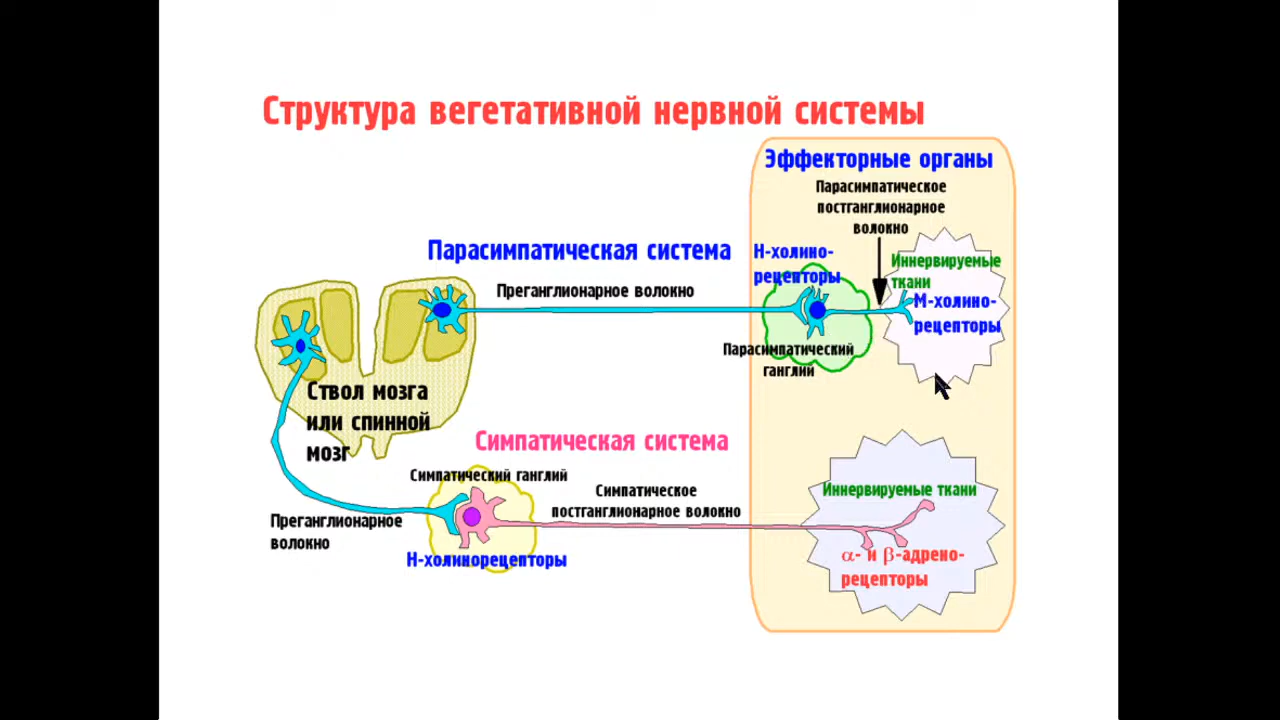 Структура вегетативной нервной системы
Эффекторные органы
Парасимпатическое
постганглионарное
волокно
Парасимпатическая система
Н-холино-
рецепторы
Иннервируемые
ткани
Преганглионарное волокно
М-холино-
рецепторы
Парасимпатический
ганглий
Ствол мозга
или спинной
мозг
Симпатическая система
Симпатический ганглий
Симпатическое
постганглионарное волокно
Иннервируемые ткани
Преганглионарное
волокно
Н-холинорецепторы
α- и β-адрено-
рецепторы